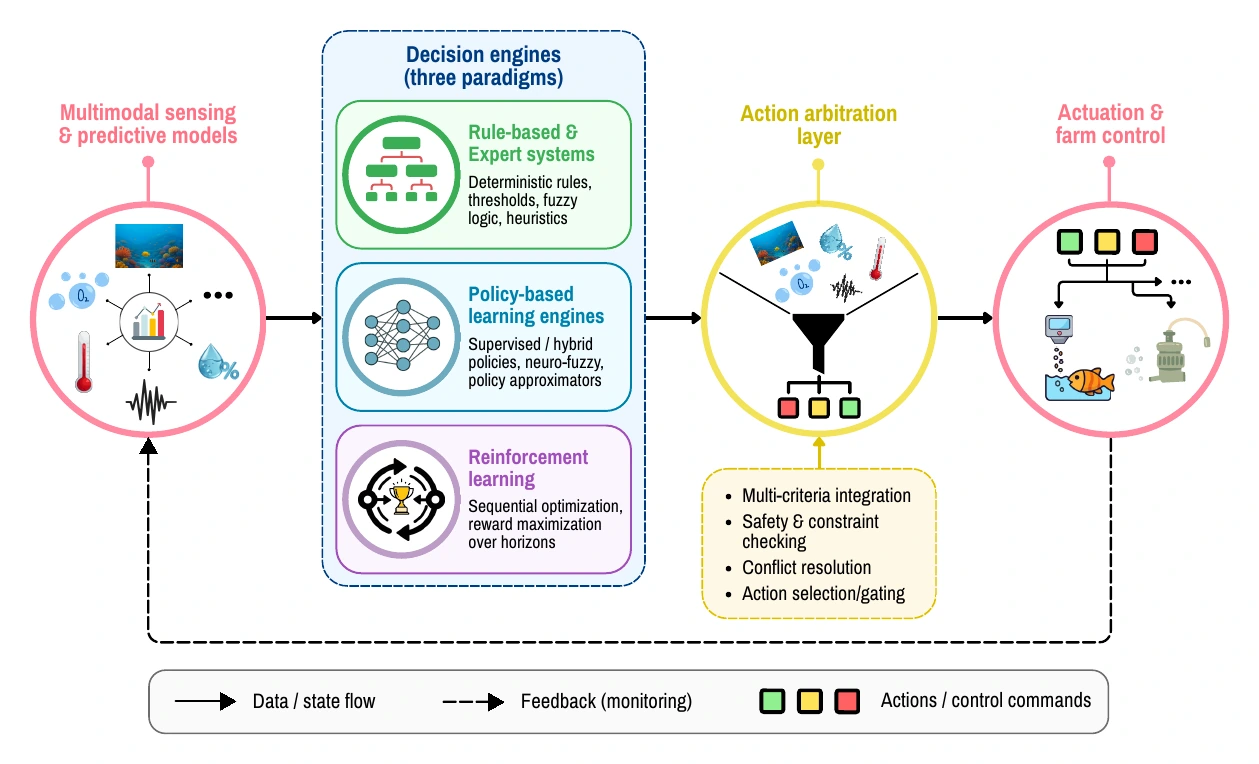 Decision engines
(three paradigms)
Multimodal sensing
& predictive models
Rule-based &
Expert systems
Deterministic rules,
thresholds, fuzzy
logic, heuristics
Policy-based
learning engines
Supervised / hybrid
policies, neuro-fuzzy,
policy approximators
Reinforcement
learning
Sequential optimization,
reward maximization
over horizons
Action arbitration
layer
Actuation &
farm control
O₂
%
%
O₂
• Multi-criteria integration
• Safety & constraint
checking
• Conflict resolution
• Action selection/gating
Data / state flow
Feedback (monitoring)
Actions / control commands